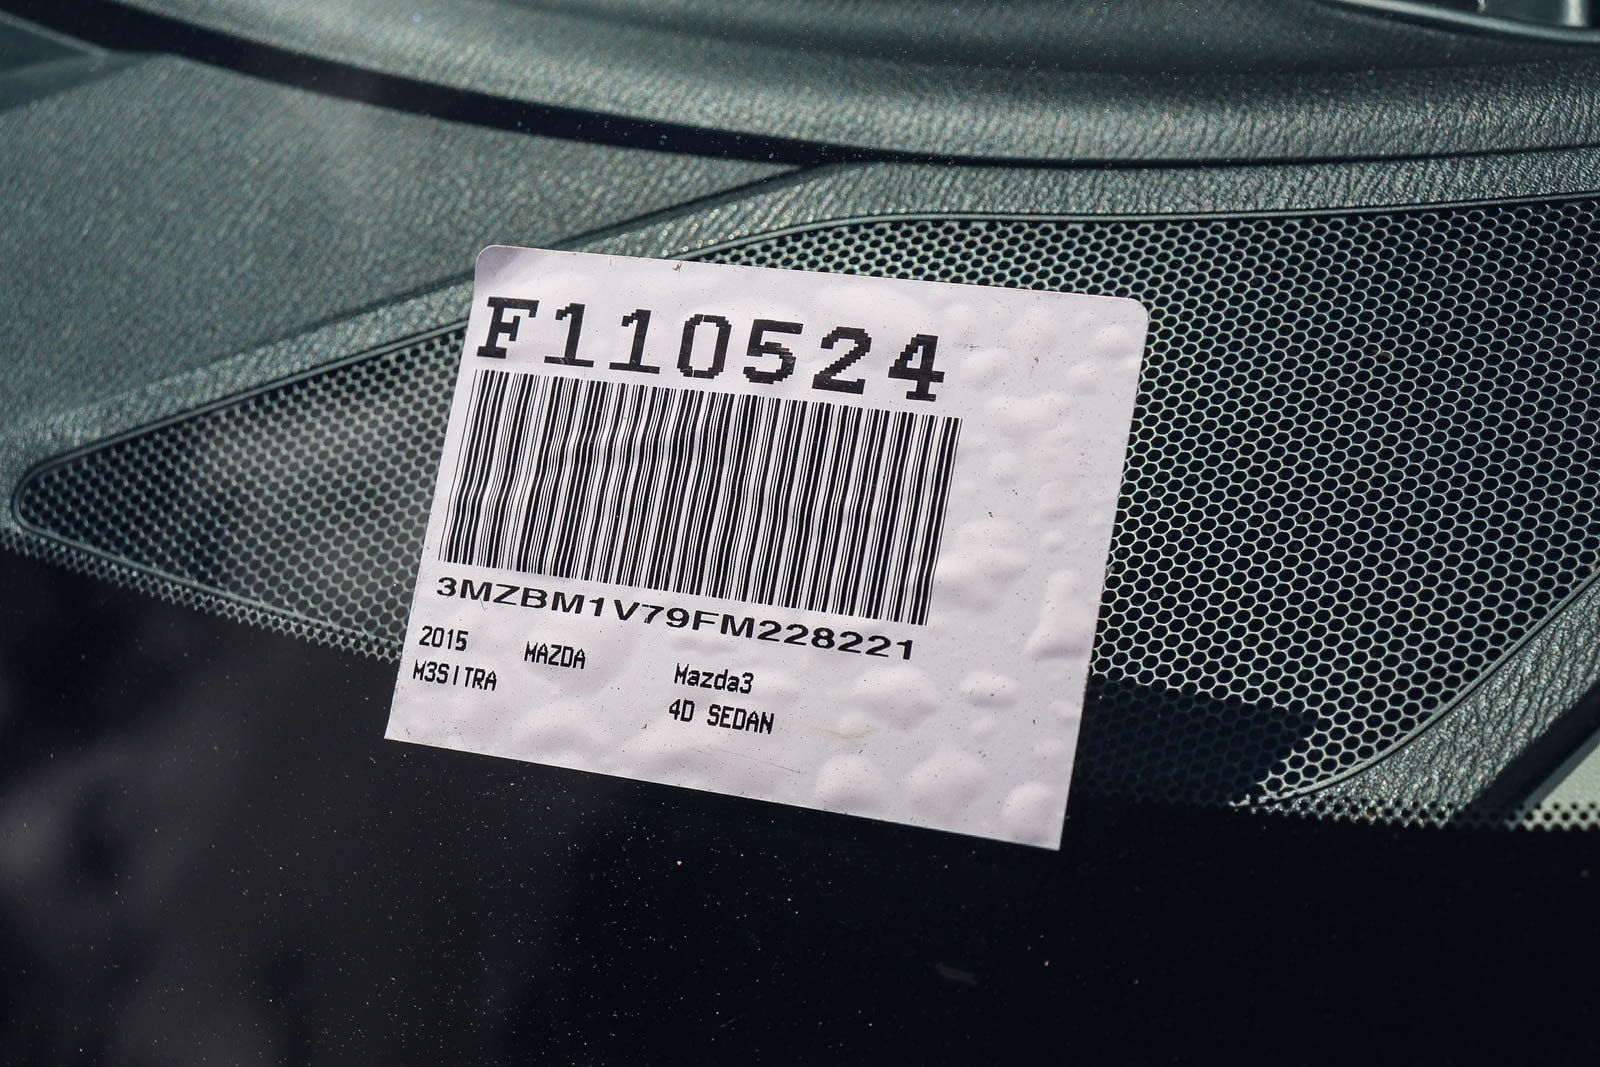 F110524
3MZBM1V79FM228221
2015 MAZDA Mazda3
M3SITRA 4D SEDAN